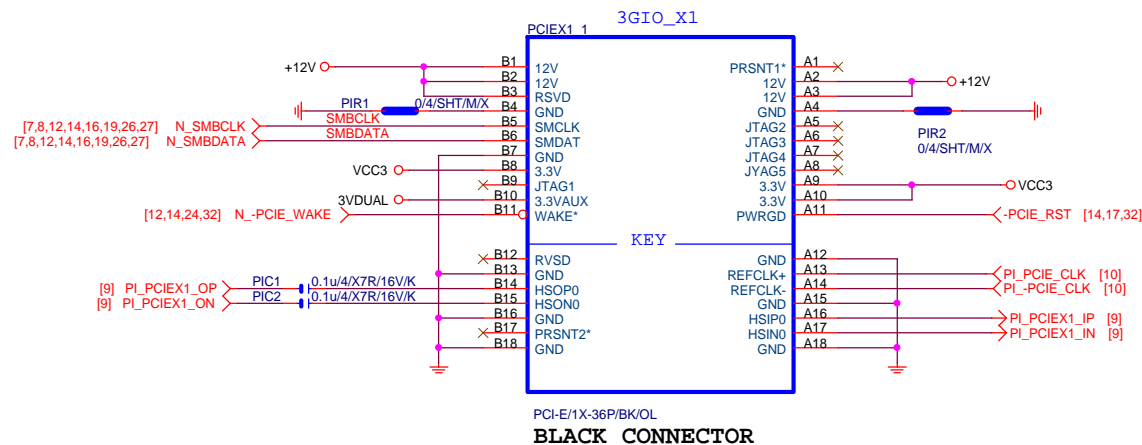 3GIO_X1
PCIEX1_1
B1 12V PRSNT1* A1
+12V B2 12V 12V A2 +12V
B3 RSVD 12V A3
PIR1 0/4/SHT/M/X B4 GND GND A4
[7,8,12,14,16,19,26,27] N_SMBCLK SMBCLK B5 SMCLK JTAG2 A5
[7,8,12,14,16,19,26,27] N_SMBDATA SMBDATA B6 SMDAT JTAG3 A6 PIR2
B7 GND JTAG4 A7 0/4/SHT/M/X
VCC3 B8 3.3V JYAG5 A8
B9 JTAG1 3.3V A9 VCC3
3VDUAL B10 3.3VAUX 3.3V A10
[12,14,24,32] N_-PCIE_WAKE B11 WAKE* PWRGD A11 -PCIE_RST [14,17,32]
KEY
B12 RVSD GND A12
B13 GND REFCLK+ A13 PI_PCIE_CLK [10]
[9] PI_PCIEX1_OP PIC1 0.1u/4/X7R/16V/K B14 HSOP0 REFCLK- A14 PI_-PCIE_CLK [10]
[9] PI_PCIEX1_ON PIC2 0.1u/4/X7R/16V/K B15 HSON0 GND A15
B16 GND HSIP0 A16 PI_PCIEX1_IP [9]
B17 PRSNT2* HSIN0 A17 PI_PCIEX1_IN [9]
B18 GND GND A18
PCI-E/1X-36P/BK/OL
BLACK CONNECTOR